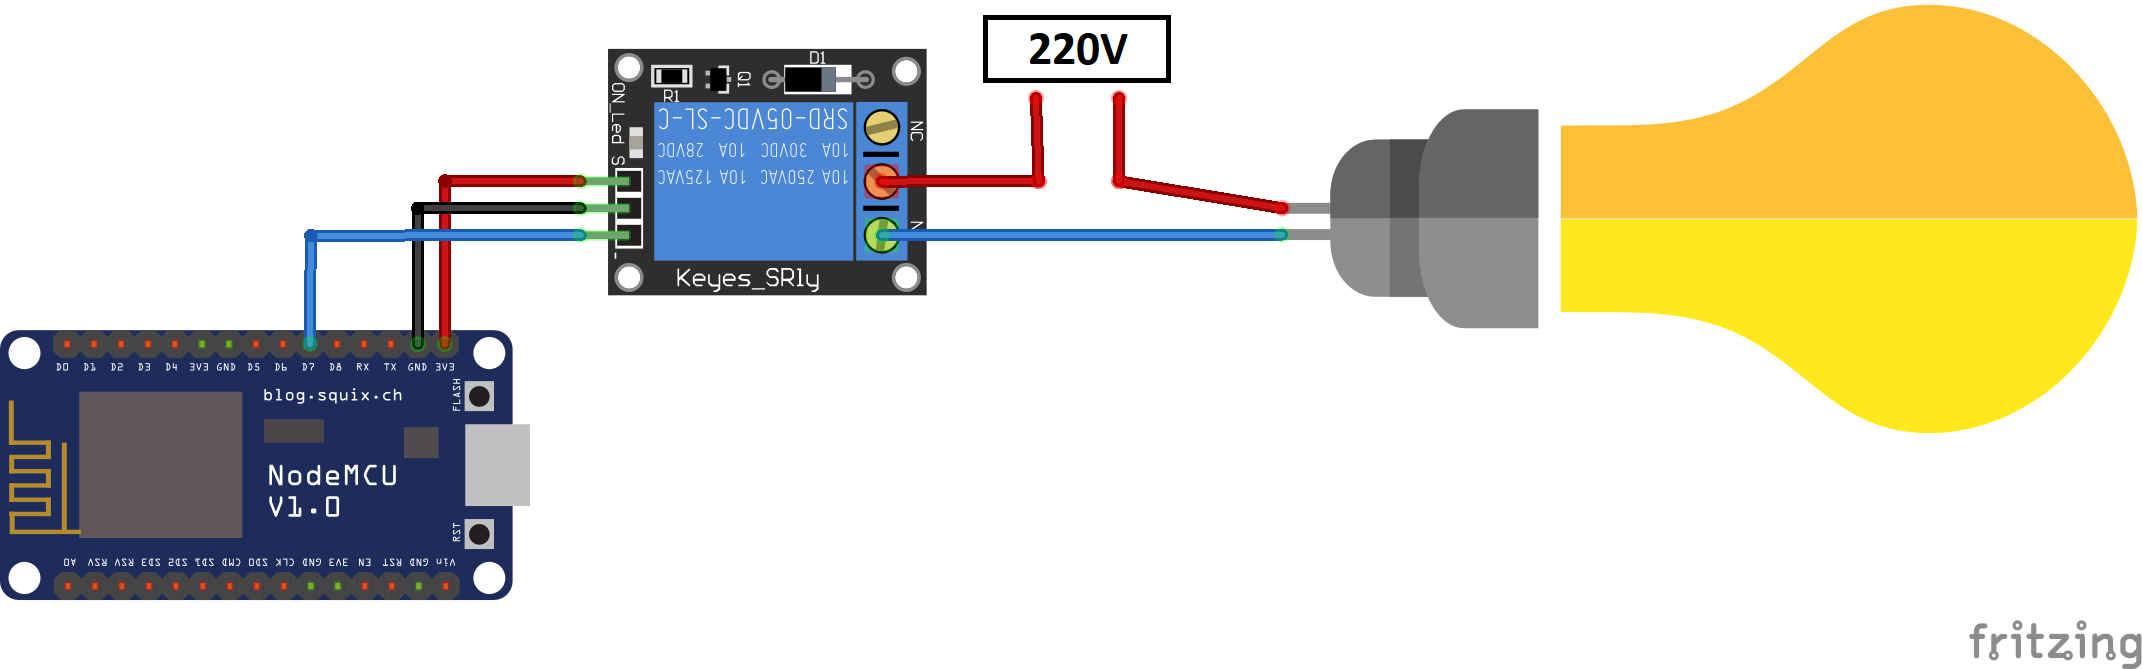 220V
D1
Q1
R1
ON_Led S
SRD-05VDC-SL-C
10A 30VDC 10A 28VDC
10A 250VAC 10A 125VAC
NC
N
-
Keyes_SRly
D0 D1 D2 D3 D4 3V3 GND D5 D6 D7 D8 RX TX GND 3V3
blog.squix.ch
FLASH
NodeMCU
V1.0
RST
A0 RSV RSV SD3 SD2 SD1 CMD SD0 CLK GND 3V3 EN RST GND Vin
fritzing